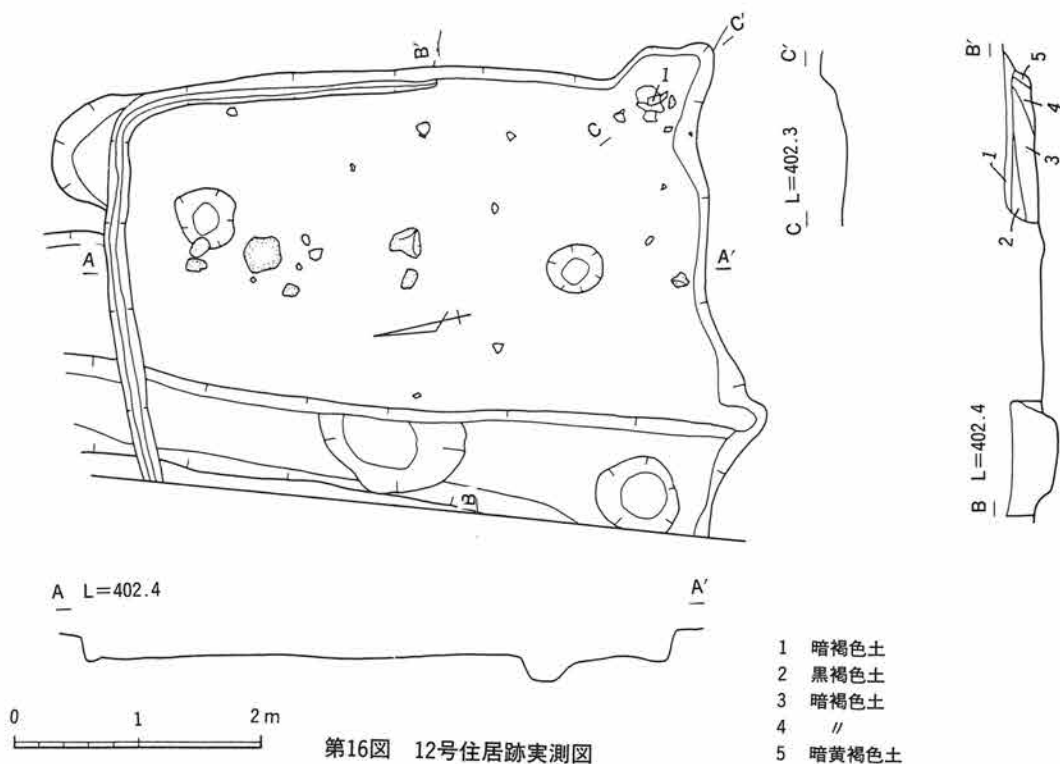 C'
B'
1
C
A
A'
B
C'
C L=402.3
B'
5
4
3
1
2
B L=402.4
A L=402.4
A'
0 1 2m
1 暗褐色土
2 黒褐色土
3 暗褐色土
4 〃
5 暗黄褐色土
第16図 12号住居跡実測図